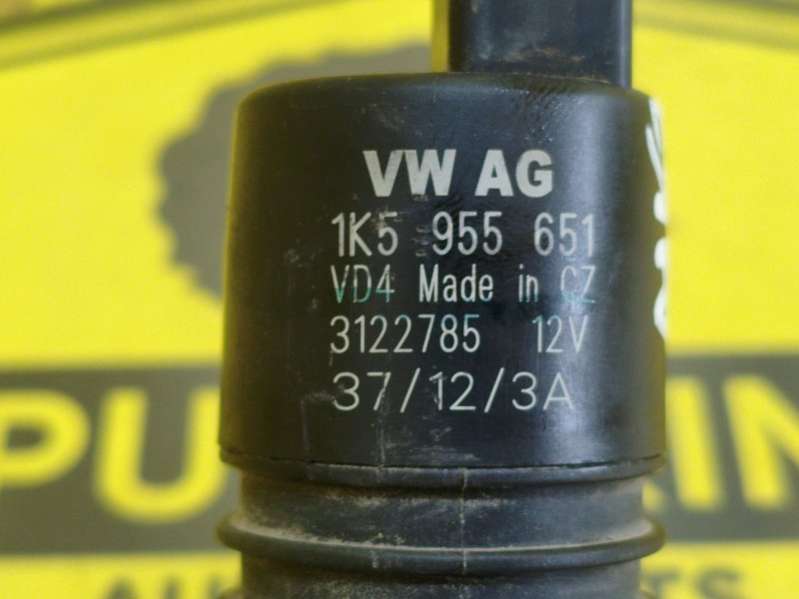 VW AG
1K5 955 651
VD4 Made in CZ
3122785 12V
37/12/3A